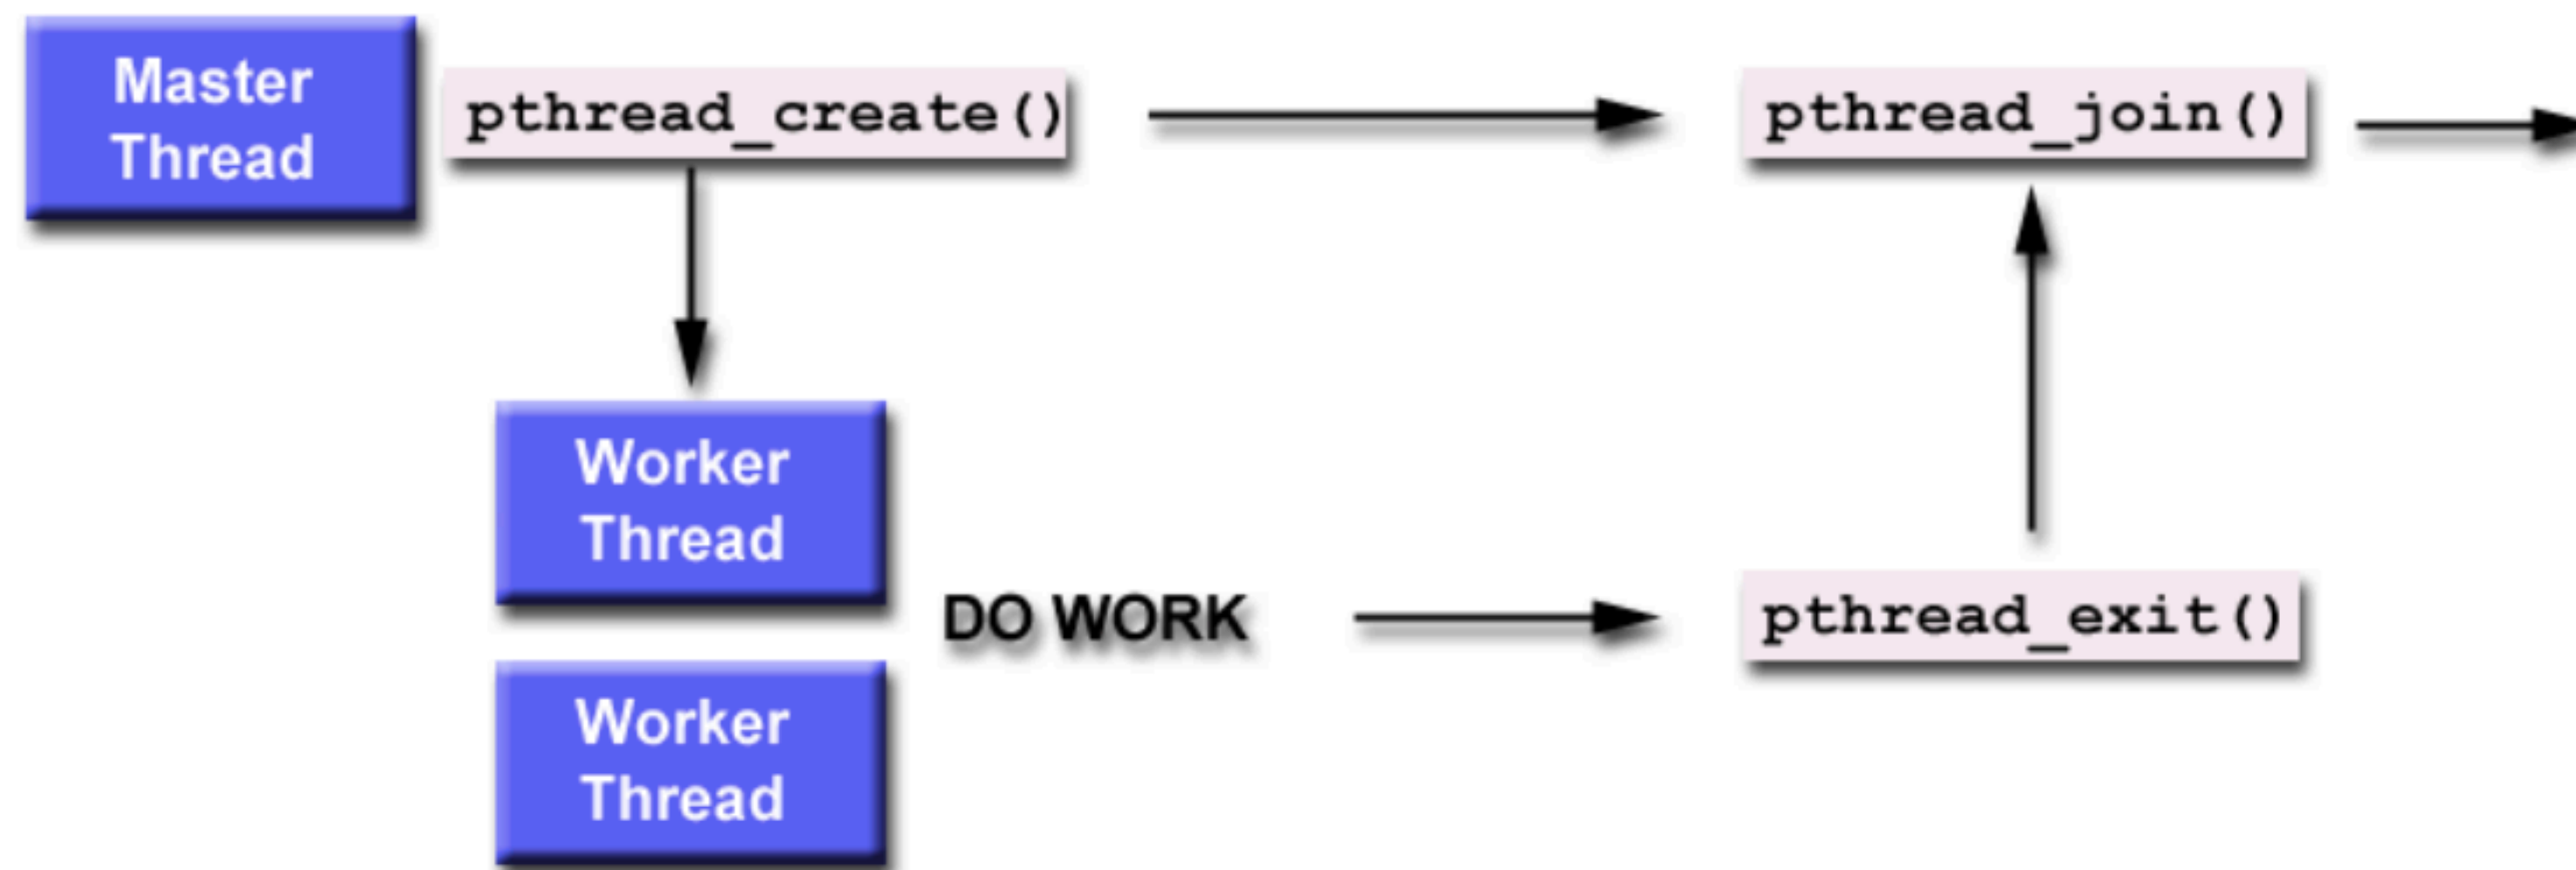 Master
Thread
pthread_create()
pthread_join()
Worker
Thread
DO WORK
pthread_exit()
Worker
Thread